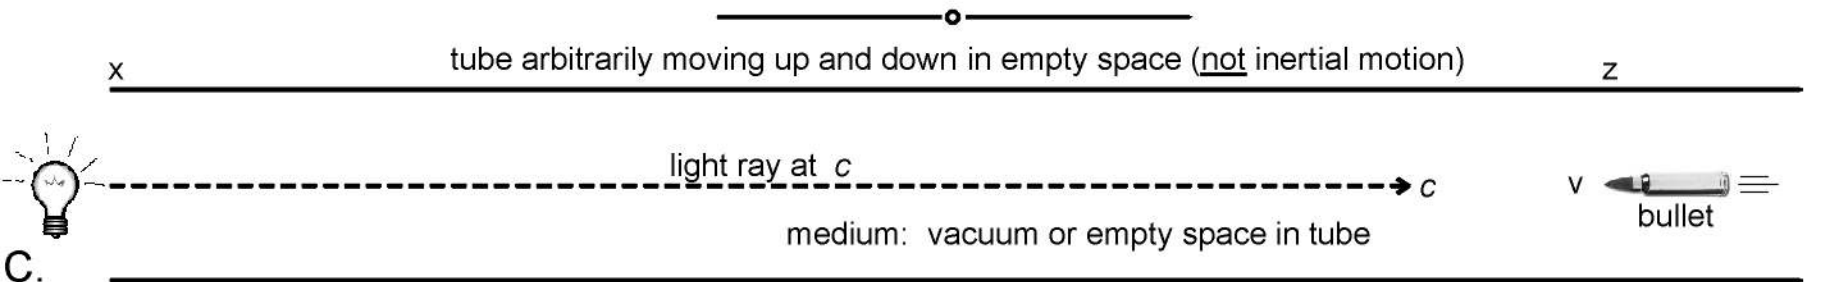 tube arbitrarily moving up and down in empty space (not inertial motion)
x
z
light ray at c
c
v
bullet
medium: vacuum or empty space in tube
C.